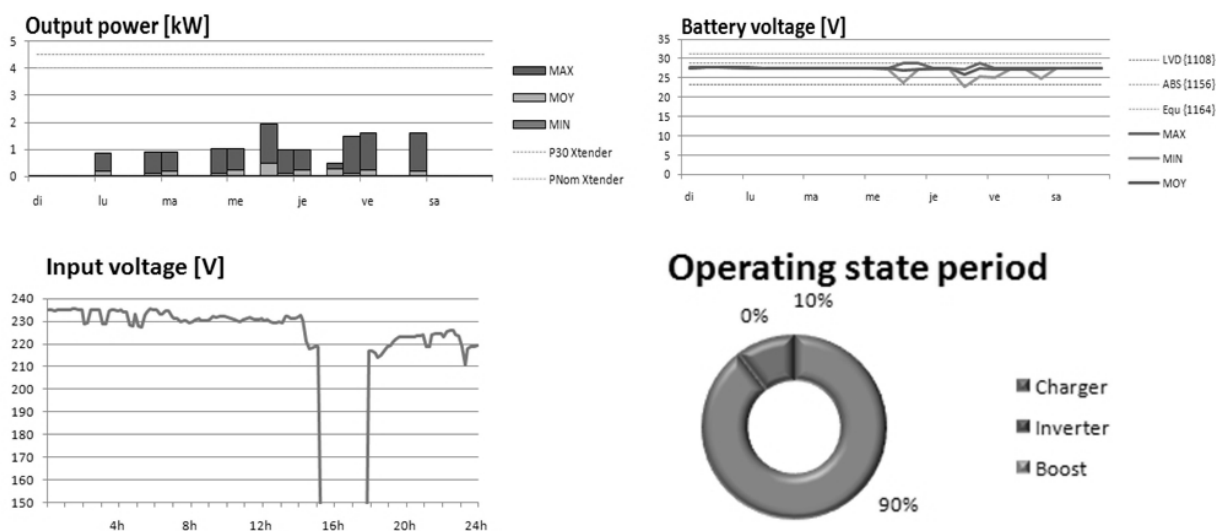 Output power [kW]
5
4
3
2
1
0
di lu ma me je ve sa
MAX
MOY
MIN
P30 Xtender
PNom Xtender
Battery voltage [V]
35
30
25
20
15
10
5
0
di lu ma me je ve sa
LVD {1108}
ABS {1156}
Equ {1164}
MAX
MIN
MOY
Input voltage [V]
240
230
220
210
200
190
180
170
160
150
4h 8h 12h 16h 20h 24h
Operating state period
10%
0%
90%
Charger
Inverter
Boost